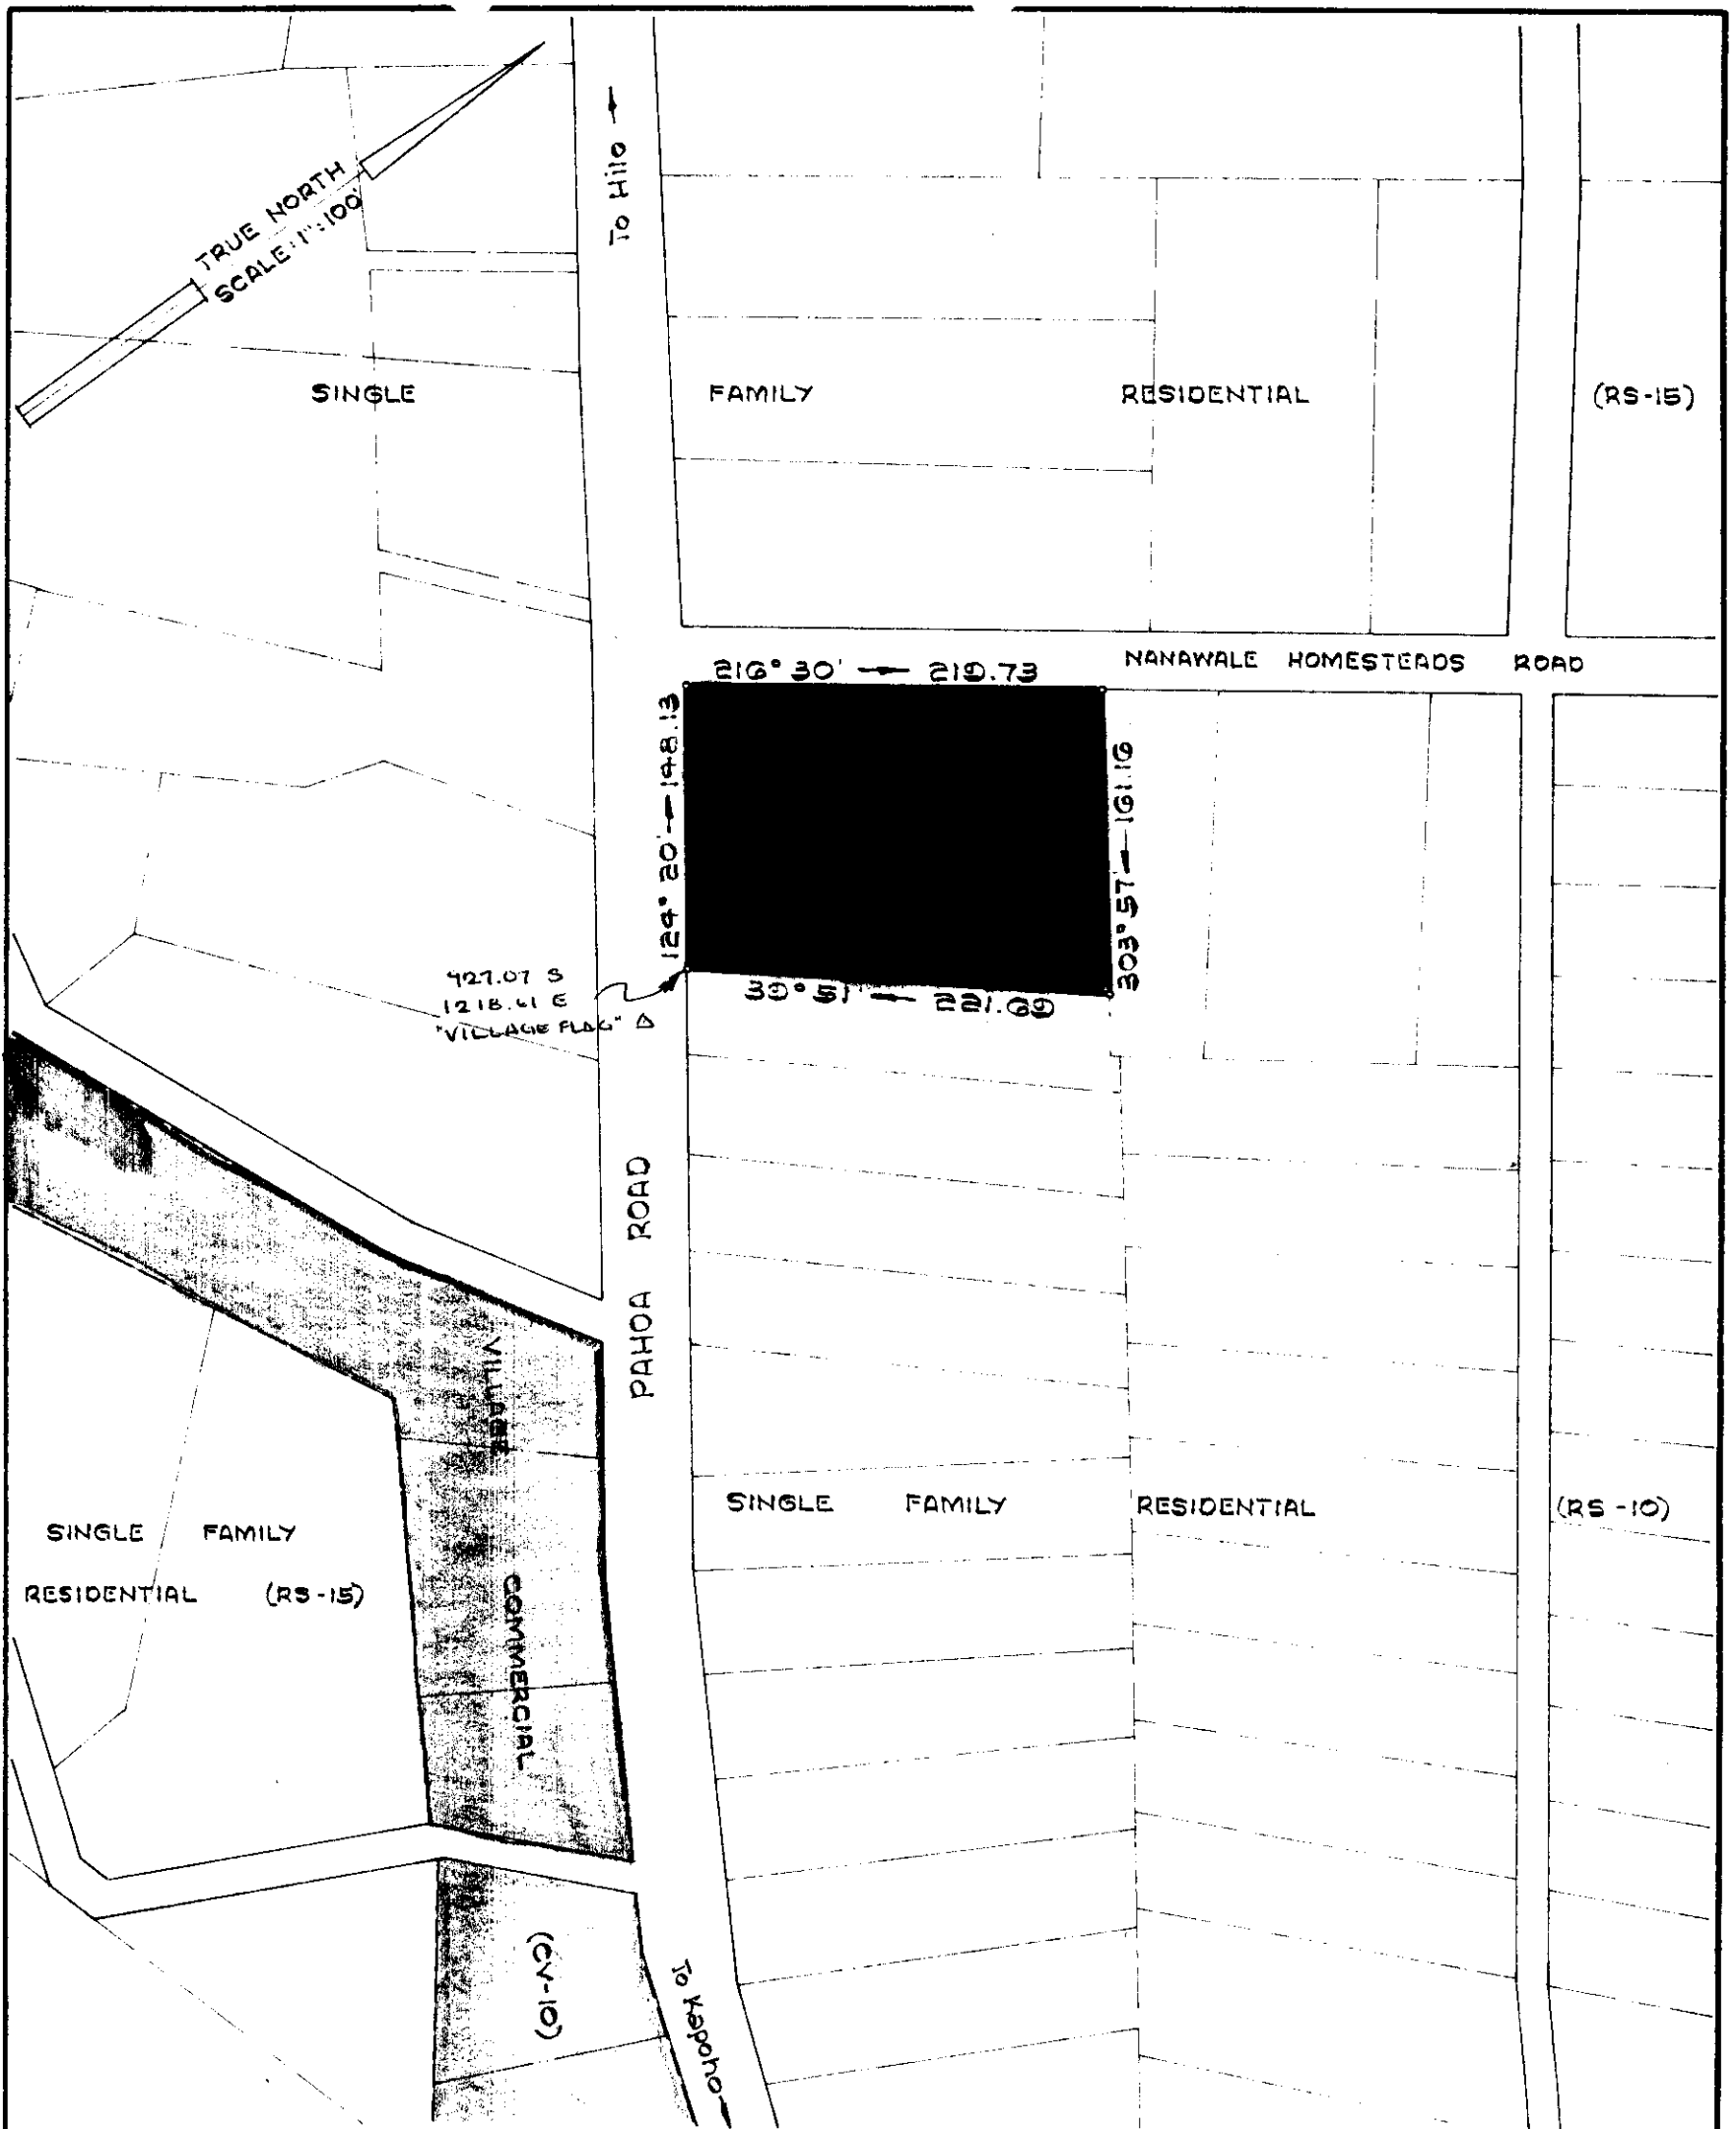 To Hilo →
TRUE NORTH
SCALE: 1":100'
SINGLE FAMILY RESIDENTIAL (RS-15)
NANAWALE HOMESTEADS ROAD
216° 30' → 219.73
124° 20' → 148.13
303° 57' → 161.16
39° 51' ← 221.69
427.07 S
1218.61 E
"VILLAGE FLAG" △
PAHOA ROAD
VILLAGE COMMERCIAL
(CV-10)
SINGLE FAMILY RESIDENTIAL (RS-10)
SINGLE FAMILY
RESIDENTIAL (RS-15)
To Kapoho →